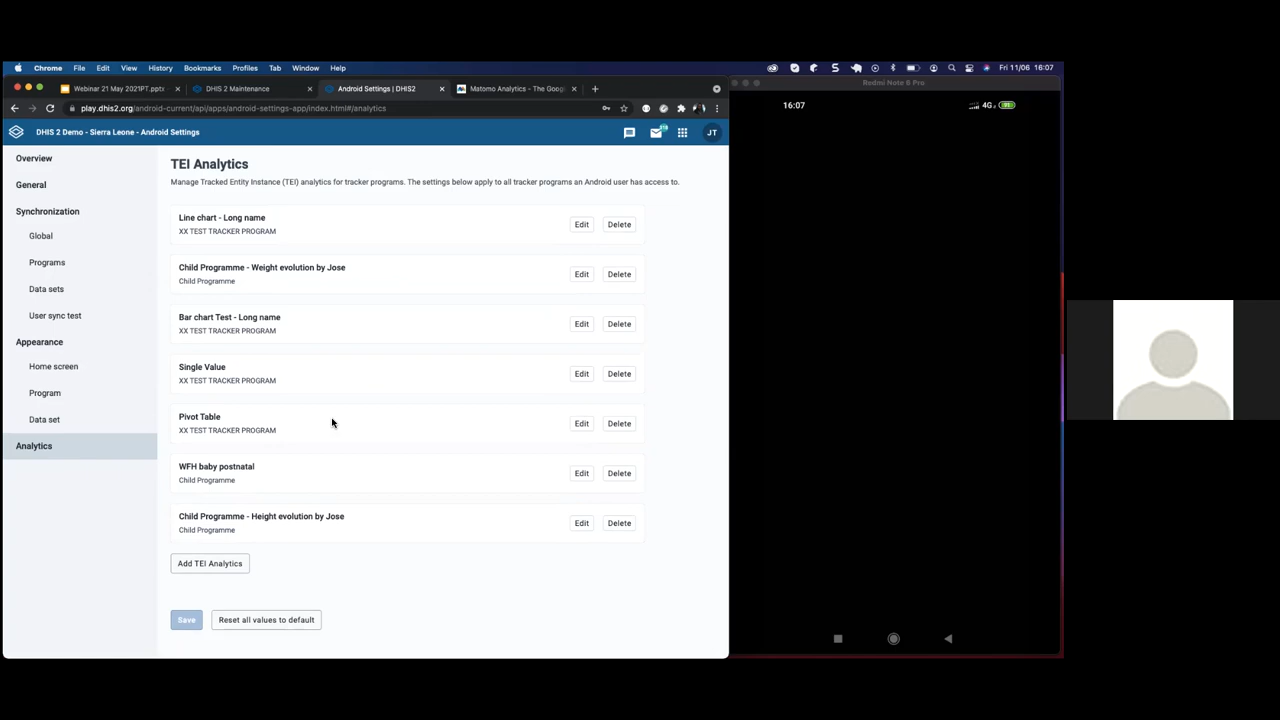 Chrome File Edit View History Bookmarks Profiles Tab Window Help
Fri 11/06 16:07
Webinar 21 May 2021PT.pptx
DHIS 2 Maintenance
Android Settings | DHIS2
Matomo Analytics - The Goog
play.dhis2.org/android-current/api/apps/android-settings-app/index.html#/analytics
DHIS 2 Demo - Sierra Leone - Android Settings
JT
Overview
General
Synchronization
Global
Programs
Data sets
User sync test
Appearance
Home screen
Program
Data set
Analytics
TEI Analytics
Manage Tracked Entity Instance (TEI) analytics for tracker programs. The settings below apply to all tracker programs an Android user has access to.
Line chart - Long name
XX TEST TRACKER PROGRAM
Edit Delete
Child Programme - Weight evolution by Jose
Child Programme
Edit Delete
Bar chart Test - Long name
XX TEST TRACKER PROGRAM
Edit Delete
Single Value
XX TEST TRACKER PROGRAM
Edit Delete
Pivot Table
XX TEST TRACKER PROGRAM
Edit Delete
WFH baby postnatal
Child Programme
Edit Delete
Child Programme - Height evolution by Jose
Child Programme
Edit Delete
Add TEI Analytics
Save Reset all values to default
Redmi Note 6 Pro
16:07
4G